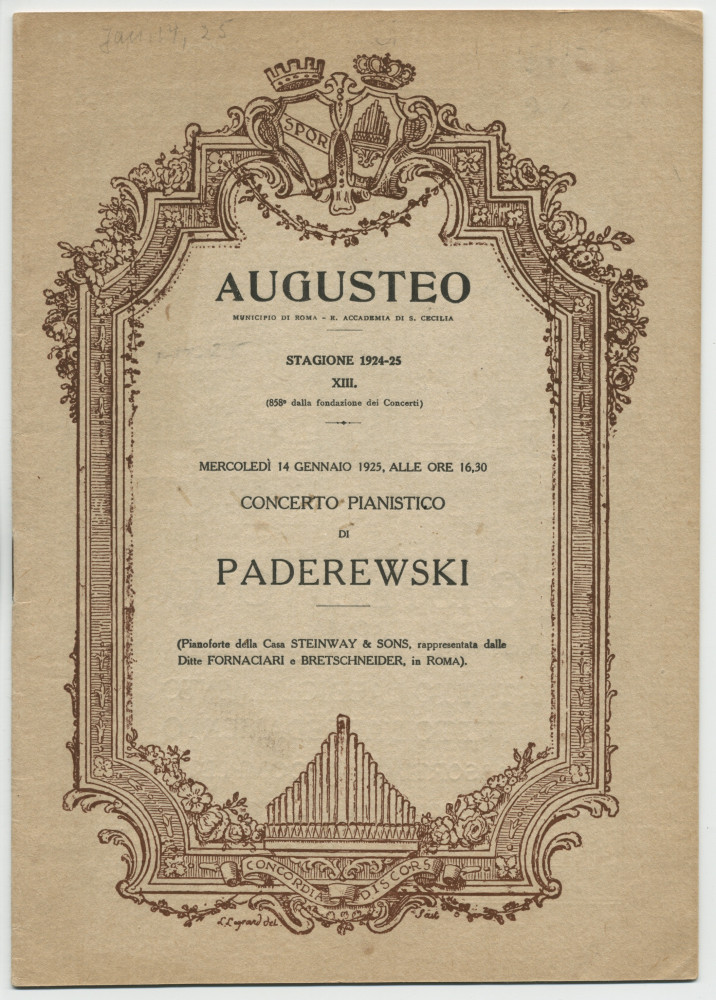 Jan. 14, 25
SPQR
AUGUSTEO
MUNICIPIO DI ROMA - R. ACCADEMIA DI S. CECILIA
STAGIONE 1924-25
XIII.
(858ª dalla fondazione dei Concerti)
MERCOLEDÌ 14 GENNAIO 1925, ALLE ORE 16,30
CONCERTO PIANISTICO
DI
PADEREWSKI
(Pianoforte della Casa STEINWAY & SONS, rappresentata dalle
Ditte FORNACIARI e BRETSCHNEIDER, in ROMA).
CONCORDIA DISCORS